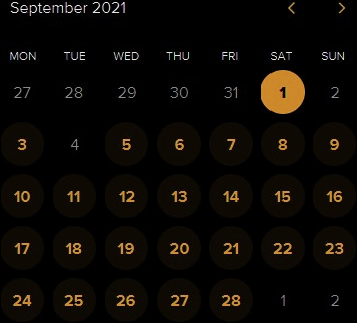 September 2021
MON TUE WED THU FRI SAT SUN
27 28 29 30 31 1 2
3 4 5 6 7 8 9
10 11 12 13 14 15 16
17 18 19 20 21 22 23
24 25 26 27 28 1 2